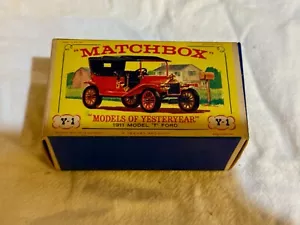 "MATCHBOX"
"MODELS OF YESTERYEAR"
Y-1 1911 MODEL "T" FORD Y-1